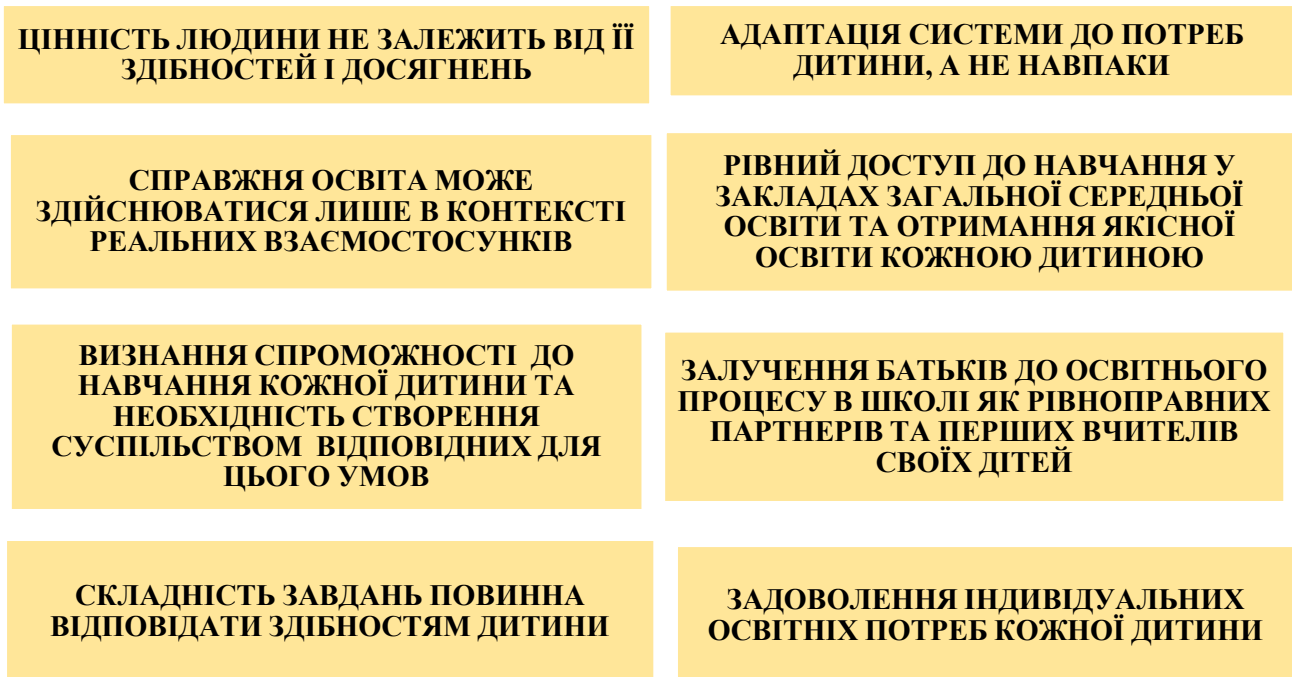 ЦІННІСТЬ ЛЮДИНИ НЕ ЗАЛЕЖИТЬ ВІД ЇЇ
ЗДІБНОСТЕЙ І ДОСЯГНЕНЬ
АДАПТАЦІЯ СИСТЕМИ ДО ПОТРЕБ
ДИТИНИ, А НЕ НАВПАКИ
СПРАВЖНЯ ОСВІТА МОЖЕ
ЗДІЙСНЮВАТИСЯ ЛИШЕ В КОНТЕКСТІ
РЕАЛЬНИХ ВЗАЄМОСТОСУНКІВ
РІВНИЙ ДОСТУП ДО НАВЧАННЯ У
ЗАКЛАДАХ ЗАГАЛЬНОЇ СЕРЕДНЬОЇ
ОСВІТИ ТА ОТРИМАННЯ ЯКІСНОЇ
ОСВІТИ КОЖНОЮ ДИТИНОЮ
ВИЗНАННЯ СПРОМОЖНОСТІ ДО
НАВЧАННЯ КОЖНОЇ ДИТИНИ ТА
НЕОБХІДНІСТЬ СТВОРЕННЯ
СУСПІЛЬСТВОМ ВІДПОВІДНИХ ДЛЯ
ЦЬОГО УМОВ
ЗАЛУЧЕННЯ БАТЬКІВ ДО ОСВІТНЬОГО
ПРОЦЕСУ В ШКОЛІ ЯК РІВНОПРАВНИХ
ПАРТНЕРІВ ТА ПЕРШИХ ВЧИТЕЛІВ
СВОЇХ ДІТЕЙ
СКЛАДНІСТЬ ЗАВДАНЬ ПОВИННА
ВІДПОВІДАТИ ЗДІБНОСТЯМ ДИТИНИ
ЗАДОВОЛЕННЯ ІНДИВІДУАЛЬНИХ
ОСВІТНІХ ПОТРЕБ КОЖНОЇ ДИТИНИ